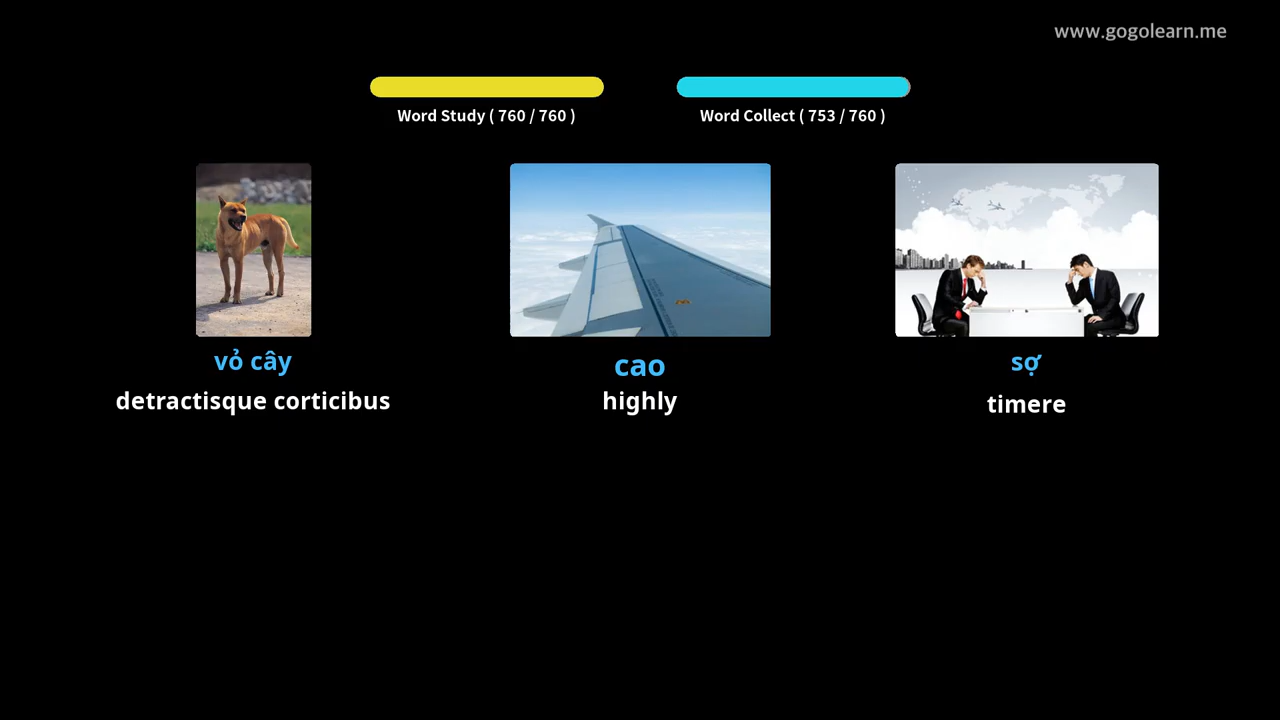 www.gogolearn.me
Word Study ( 760 / 760 )
Word Collect ( 753 / 760 )
vỏ cây
detractisque corticibus
cao
highly
sợ
timere